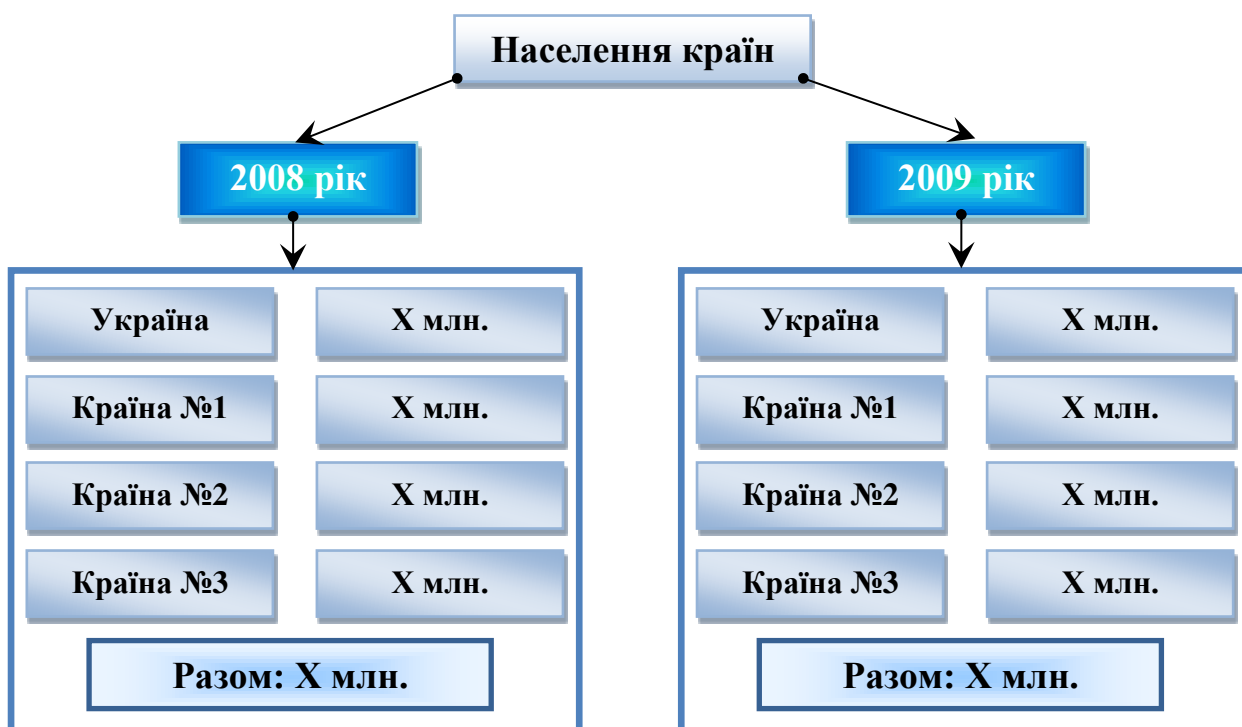 Населення країн
2008 рік
2009 рік
Україна
Х млн.
Країна №1
Х млн.
Країна №2
Х млн.
Країна №3
Х млн.
Разом: Х млн.
Україна
Х млн.
Країна №1
Х млн.
Країна №2
Х млн.
Країна №3
Х млн.
Разом: Х млн.